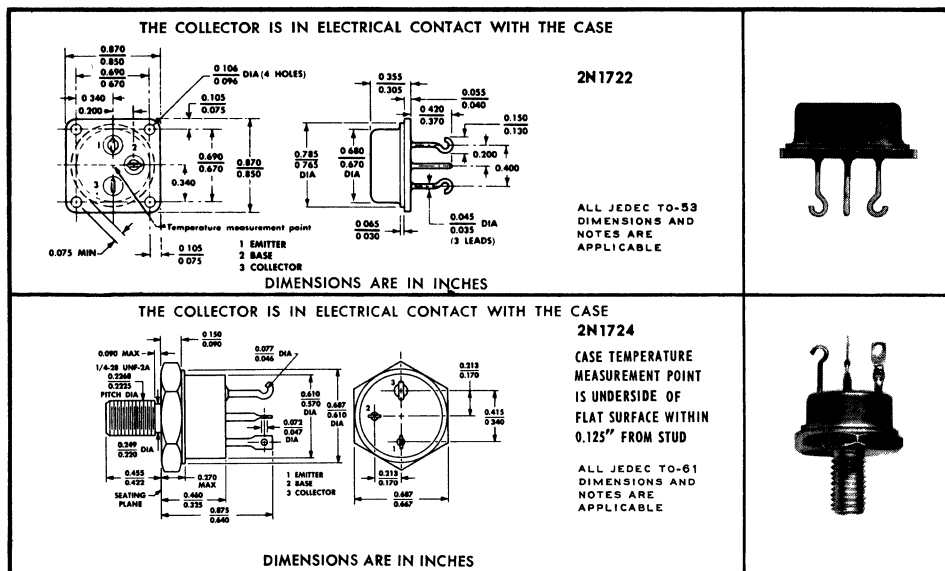 THE COLLECTOR IS IN ELECTRICAL CONTACT WITH THE CASE
0.870
0.850
0.690
0.670
0.340
0.200
0.106
0.096 DIA (4 HOLES)
0.105
0.075
1
2
3
0.690
0.670
0.870
0.850
0.340
Temperature measurement point
0.075 MIN
0.105
0.075
1 EMITTER
2 BASE
3 COLLECTOR
0.355
0.305
0.055
0.040
0.420
0.370
0.150
0.130
0.785
0.765
DIA
0.680
0.670
DIA
0.200
0.400
0.065
0.030
0.045
0.035 DIA
(3 LEADS)
DIMENSIONS ARE IN INCHES
2N1722
ALL JEDEC TO-53
DIMENSIONS AND
NOTES ARE
APPLICABLE
THE COLLECTOR IS IN ELECTRICAL CONTACT WITH THE CASE
0.150
0.090
0.090 MAX
1/4-28 UNF-2A
0.2268
0.2225
PITCH DIA
0.077
0.046 DIA
0.610
0.570
DIA
0.687
0.610
DIA
0.072
0.047
DIA
0.249
0.220 DIA
0.455
0.422
0.270
MAX
SEATING
PLANE
0.460
0.325
0.875
0.640
1 EMITTER
2 BASE
3 COLLECTOR
0.213
0.170
3
2
1
0.415
0.340
0.213
0.170
0.687
0.667
DIMENSIONS ARE IN INCHES
2N1724
CASE TEMPERATURE
MEASUREMENT POINT
IS UNDERSIDE OF
FLAT SURFACE WITHIN
0.125" FROM STUD
ALL JEDEC TO-61
DIMENSIONS AND
NOTES ARE
APPLICABLE